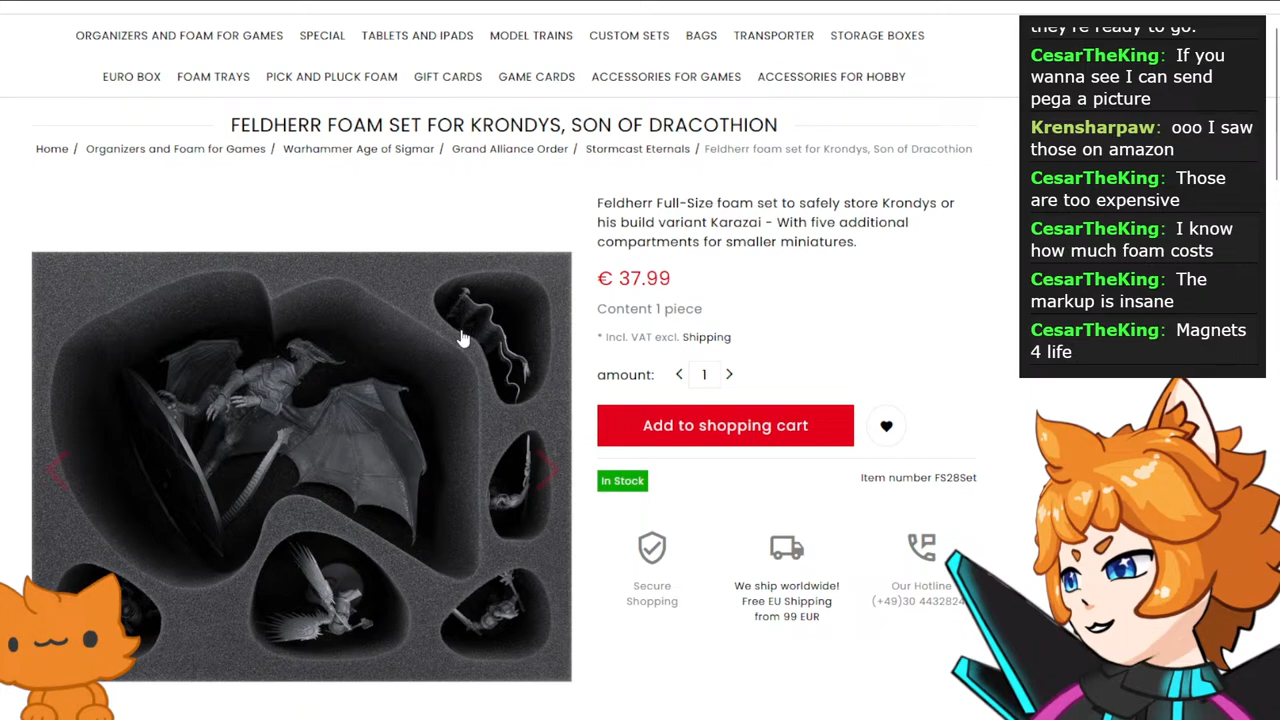 ORGANIZERS AND FOAM FOR GAMES SPECIAL TABLETS AND IPADS MODEL TRAINS CUSTOM SETS BAGS TRANSPORTER STORAGE BOXES
EURO BOX FOAM TRAYS PICK AND PLUCK FOAM GIFT CARDS GAME CARDS ACCESSORIES FOR GAMES ACCESSORIES FOR HOBBY
FELDHERR FOAM SET FOR KRONDYS, SON OF DRACOTHION
Home / Organizers and Foam for Games / Warhammer Age of Sigmar / Grand Alliance Order / Stormcast Eternals / Feldherr foam set for Krondys, Son of Dracothion
Feldherr Full-Size foam set to safely store Krondys or
his build variant Karazai - With five additional
compartments for smaller miniatures.
€ 37.99
Content 1 piece
* Incl. VAT excl. Shipping
amount: < 1 >
Add to shopping cart
In Stock
Item number FS28Set
Secure
Shopping
We ship worldwide!
Free EU Shipping
from 99 EUR
Our Hotline
(+49)30 4432824
they're ready to go.
CesarTheKing: If you
wanna see I can send
pega a picture
Krensharpaw: ooo I saw
those on amazon
CesarTheKing: Those
are too expensive
CesarTheKing: I know
how much foam costs
CesarTheKing: The
markup is insane
CesarTheKing: Magnets
4 life